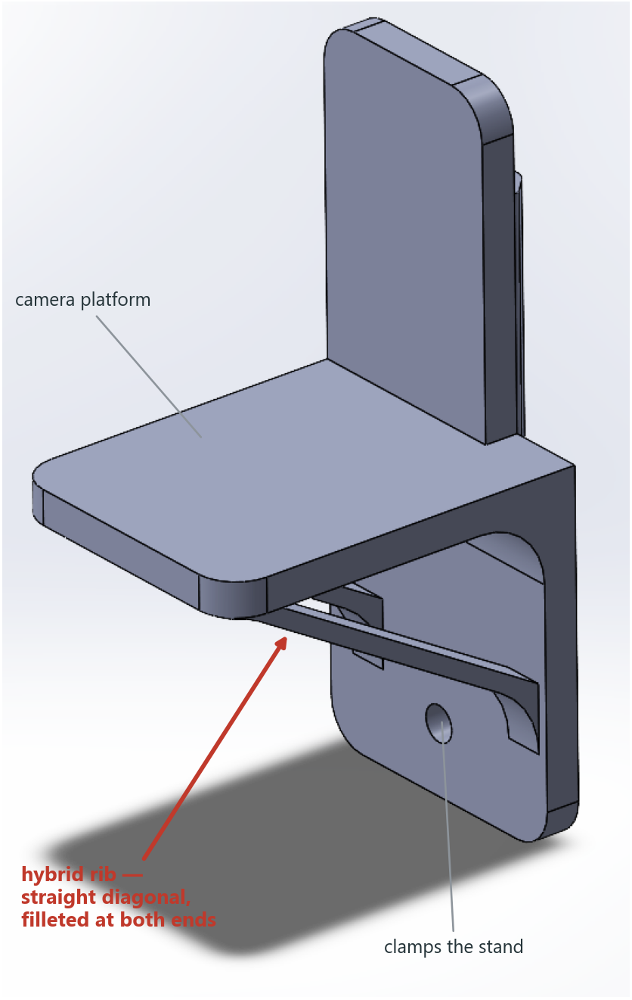 camera platform
hybrid rib —
straight diagonal,
filleted at both ends
clamps the stand